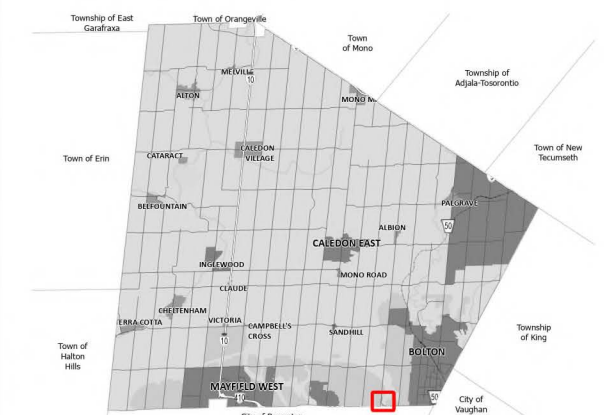 Township of East
Garafraxa
Town of Orangeville
Town
of Mono
Township of
Adjala-Tosorontio
MELVILL
10
ALTON
MONO M
Town of New
Tecumseth
Town of Erin
CATARACT
CALEDON
VILLAGE
BELFOUNTAIN
PALGRAVE
50
ALBION
CALEDON EAST
INGLEWOOD
MONO ROAD
CLAUDE
CHELTENHAM
ERRA COTTA
VICTORIA
CAMPBELL'S
CROSS
SANDHILL
Township
of King
10
Town of
Halton
Hills
BOLTON
MAYFIELD WEST
410
50
City of
Vaughan